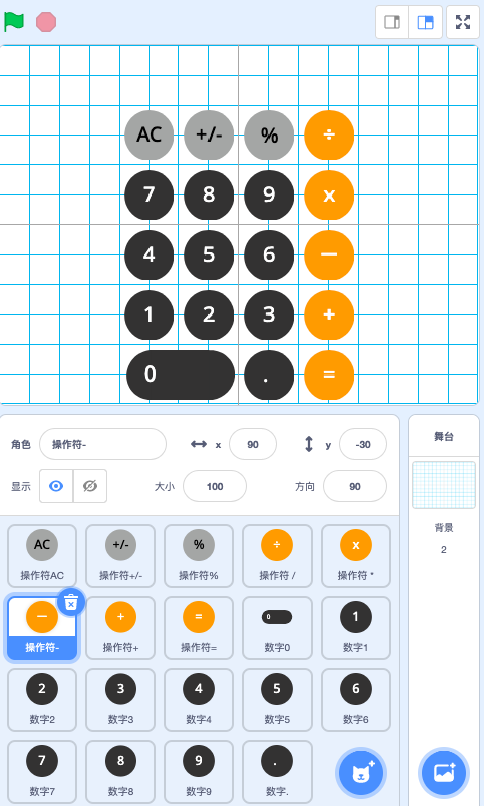 AC +/- % ÷
7 8 9 x
4 5 6 −
1 2 3 +
0 . =
角色 操作符- x 90 y -30
显示 大小 100 方向 90
舞台
背景
2
AC +/- % ÷ x
操作符AC 操作符+/- 操作符% 操作符 / 操作符 *
− + = 0 1
操作符- 操作符+ 操作符= 数字0 数字1
2 3 4 5 6
数字2 数字3 数字4 数字5 数字6
7 8 9 .
数字7 数字8 数字9 数字.